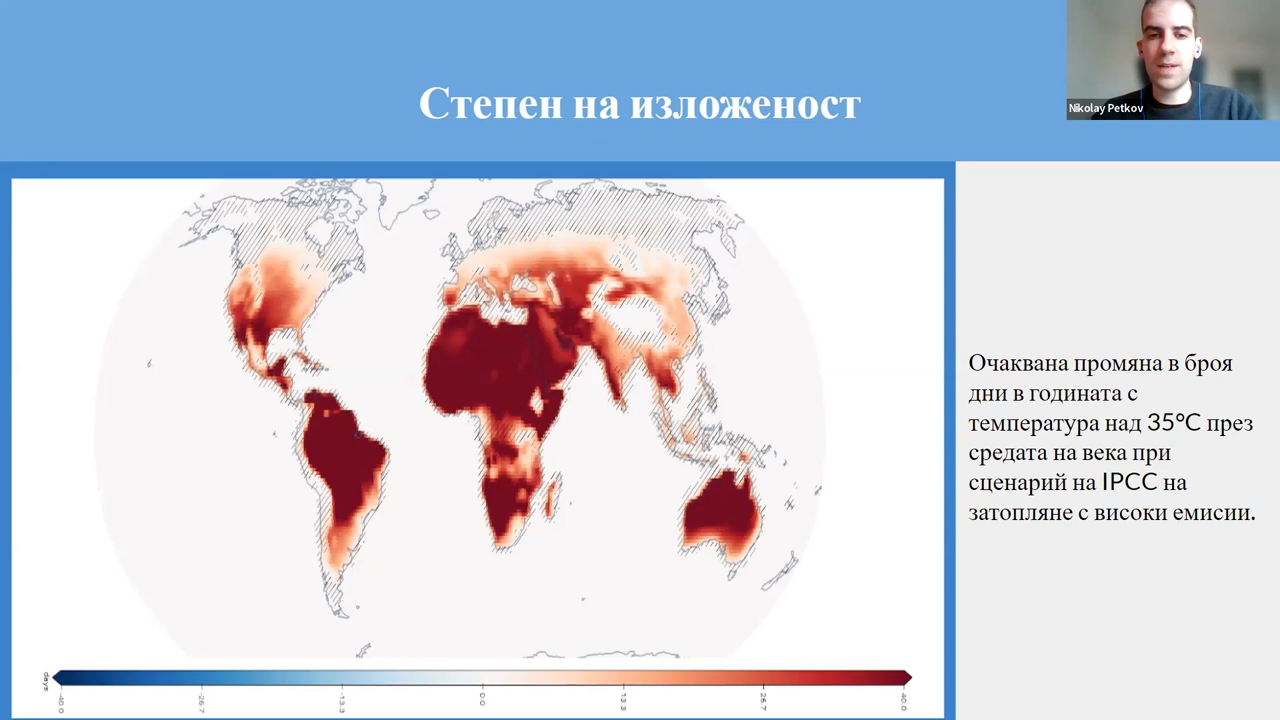 Степен на изложеност
Nikolay Petkov
Очаквана промяна в броя
дни в годината с
температура над 35°C през
средата на века при
сценарий на IPCC на
затопляне с високи емисии.
days
-40.0
-26.7
-13.3
0.0
13.3
26.7
40.0